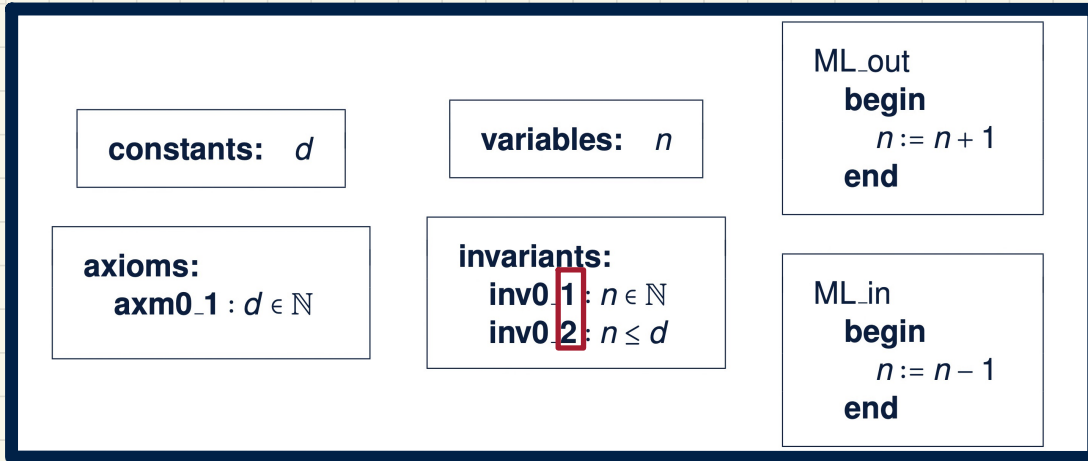 constants: d
axioms:
axm0_1 : d ∈ ℕ
variables: n
invariants:
inv0_1 : n ∈ ℕ
inv0_2 : n ≤ d
ML_out
begin
n := n + 1
end
ML_in
begin
n := n − 1
end